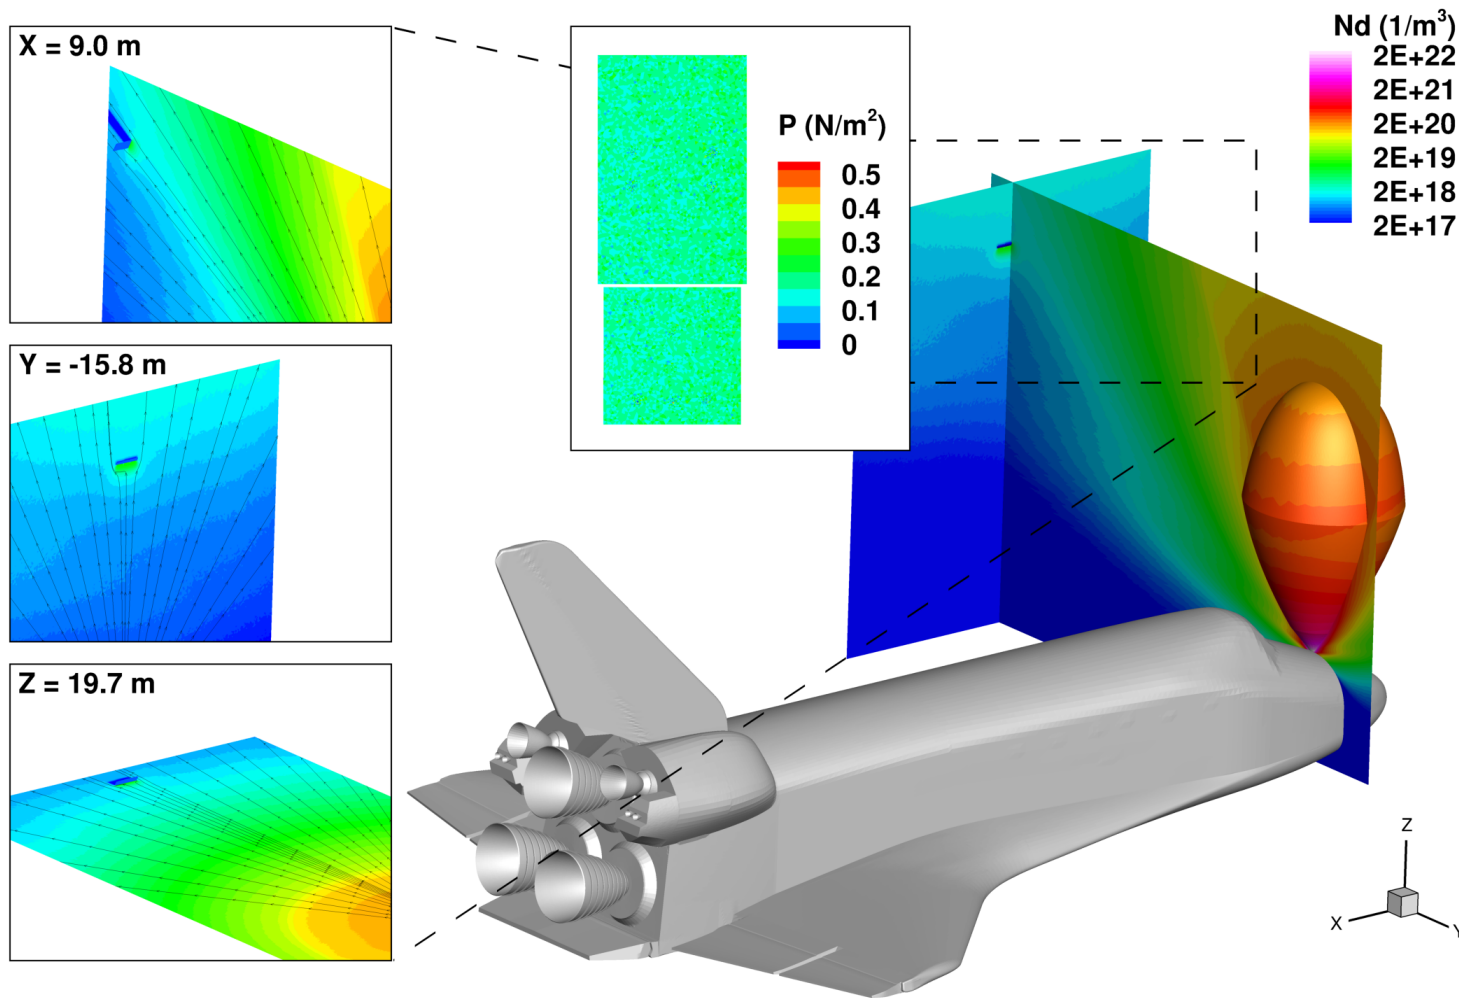 X = 9.0 m
Y = -15.8 m
Z = 19.7 m
P (N/m²)
0.5
0.4
0.3
0.2
0.1
0
Nd (1/m³)
2E+22
2E+21
2E+20
2E+19
2E+18
2E+17
Z
X
Y